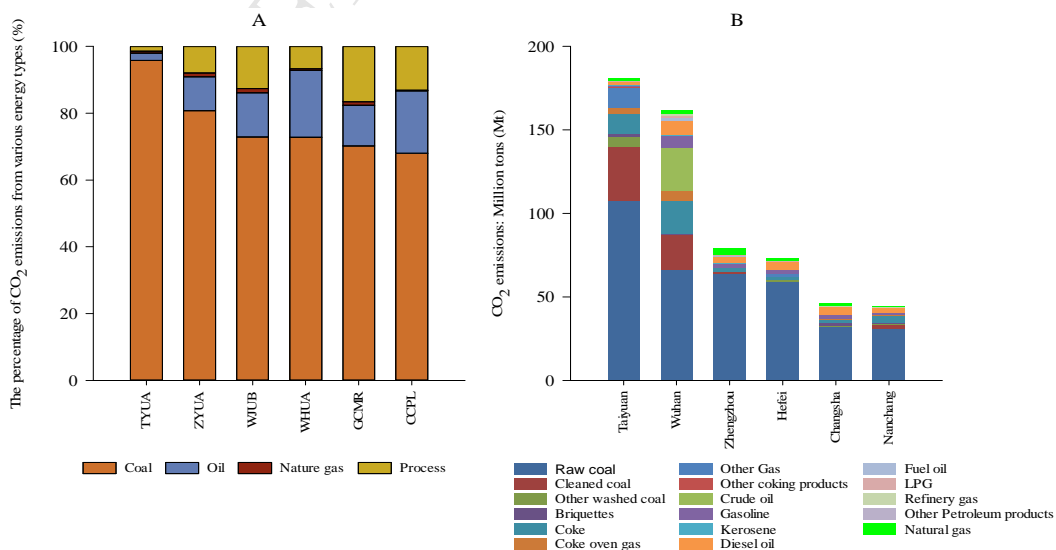 A
B
The percentage of CO2 emissions from various energy types (%)
100
80
60
40
20
0
TYUA
ZYUA
WJUB
WHUA
GCMR
CCPL
Coal
Oil
Nature gas
Process
CO2 emissions: Million tons (Mt)
200
150
100
50
0
Taiyuan
Wuhan
Zhengzhou
Hefei
Changsha
Nanchang
Raw coal
Cleaned coal
Other washed coal
Briquettes
Coke
Coke oven gas
Other Gas
Other coking products
Crude oil
Gasoline
Kerosene
Diesel oil
Fuel oil
LPG
Refinery gas
Other Petroleum products
Natural gas